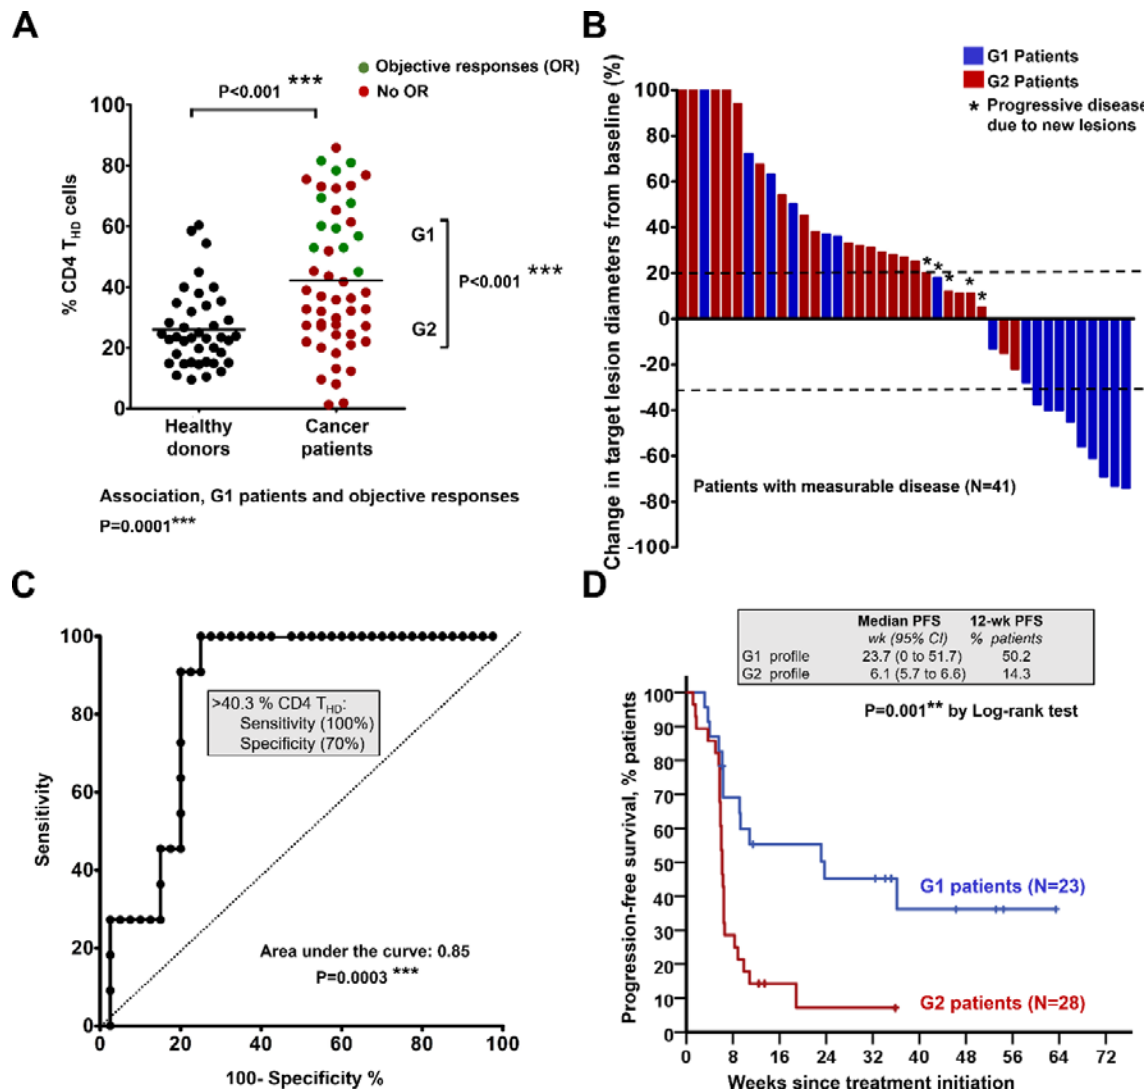 A
Objective responses (OR)
No OR
P<0.001 ***
100
80
60
40
20
0
% CD4 THD cells
G1
P<0.001 ***
G2
Healthy donors
Cancer patients
Association, G1 patients and objective responses
P=0.0001***
B
G1 Patients
G2 Patients
* Progressive disease
due to new lesions
Change in target lesion diameters from baseline (%)
100
80
60
40
20
0
-20
-40
-60
-80
-100
* * * * * *
Patients with measurable disease (N=41)
C
100
80
60
40
20
0
Sensitivity
>40.3 % CD4 THD:
Sensitivity (100%)
Specificity (70%)
Area under the curve: 0.85
P=0.0003 ***
0 20 40 60 80 100
100- Specificity %
D
Median PFS 12-wk PFS
wk (95% CI) % patients
G1 profile 23.7 (0 to 51.7) 50.2
G2 profile 6.1 (5.7 to 6.6) 14.3
P=0.001** by Log-rank test
Progression-free survival, % patients
100
90
80
70
60
50
40
30
20
10
0
G1 patients (N=23)
G2 patients (N=28)
0 8 16 24 32 40 48 56 64 72
Weeks since treatment initiation